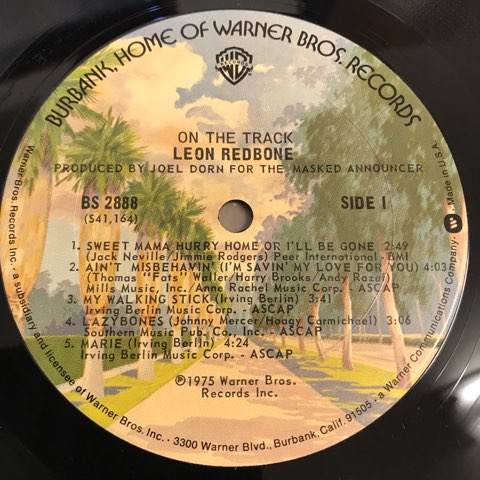 BURBANK, HOME OF WARNER BROS. RECORDS
ON THE TRACK
LEON REDBONE
PRODUCED BY JOEL DORN FOR THE MASKED ANNOUNCER
BS 2888
(S41,164)
SIDE 1
1. SWEET MAMA HURRY HOME OR I'LL BE GONE 2:49
(Jack Neville/Jimmie Rodgers) Peer International - BMI
2. AIN'T MISBEHAVIN' (I'M SAVIN' MY LOVE FOR YOU) 4:03
(Thomas "Fats" Waller/Harry Brooks/Andy Razaf)
Mills Music, Inc. Anne Rachel Music Corp. - ASCAP
3. MY WALKING STICK (Irving Berlin) 3:41
Irving Berlin Music Corp. - ASCAP
4. LAZYBONES (Johnny Mercer/Hoagy Carmichael) 3:06
Southern Music Pub. Co., Inc. - ASCAP
5. MARIE (Irving Berlin) 4:24
Irving Berlin Music Corp. - ASCAP
℗1975 Warner Bros.
Records Inc.
Warner Bros. Records Inc. - a subsidiary and licensee of Warner Bros. Inc. - 3300 Warner Blvd., Burbank, Calif. 91505 - a Warner Communications Company - Made in U.S.A.